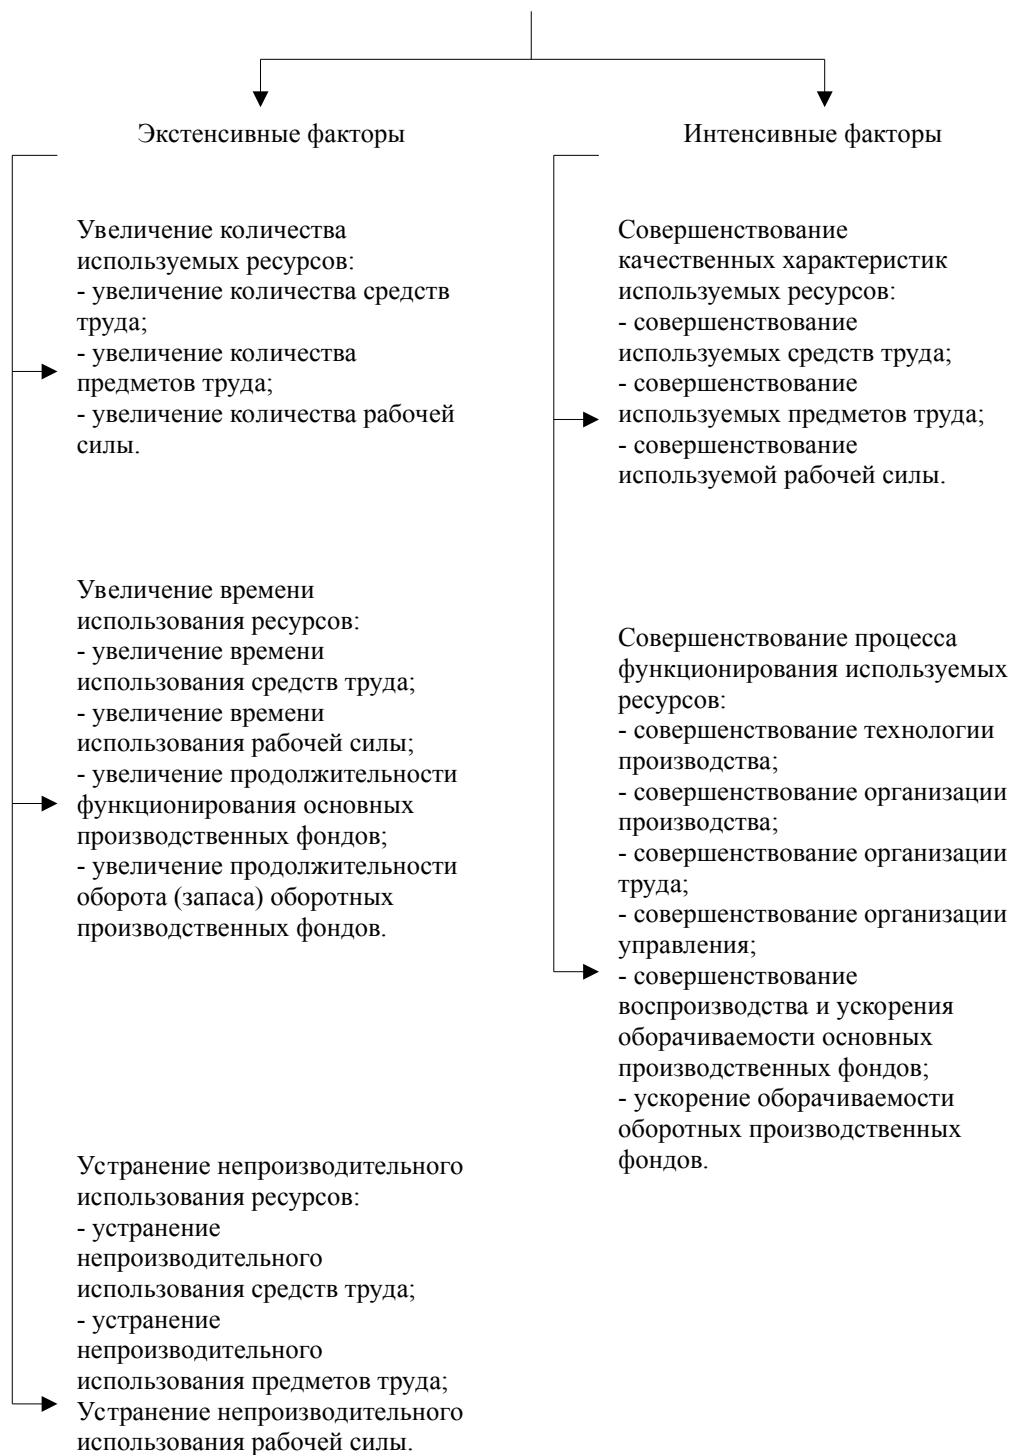 Экстенсивные факторы
Увеличение количества
используемых ресурсов:
- увеличение количества средств
труда;
- увеличение количества
предметов труда;
- увеличение количества рабочей
силы.
Увеличение времени
использования ресурсов:
- увеличение времени
использования средств труда;
- увеличение времени
использования рабочей силы;
- увеличение продолжительности
функционирования основных
производственных фондов;
- увеличение продолжительности
оборота (запаса) оборотных
производственных фондов.
Устранение непроизводительного
использования ресурсов:
- устранение
непроизводительного
использования средств труда;
- устранение
непроизводительного
использования предметов труда;
Устранение непроизводительного
использования рабочей силы.
Интенсивные факторы
Совершенствование
качественных характеристик
используемых ресурсов:
- совершенствование
используемых средств труда;
- совершенствование
используемых предметов труда;
- совершенствование
используемой рабочей силы.
Совершенствование процесса
функционирования используемых
ресурсов:
- совершенствование технологии
производства;
- совершенствование организации
производства;
- совершенствование организации
труда;
- совершенствование организации
управления;
- совершенствование
воспроизводства и ускорения
оборачиваемости основных
производственных фондов;
- ускорение оборачиваемости
оборотных производственных
фондов.